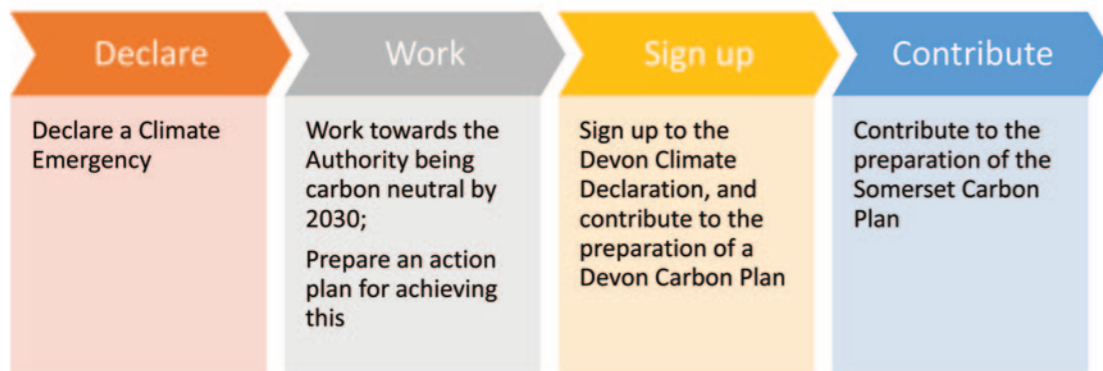 Declare
Declare a Climate
Emergency
Work
Work towards the
Authority being
carbon neutral by
2030;
Prepare an action
plan for achieving
this
Sign up
Sign up to the
Devon Climate
Declaration, and
contribute to the
preparation of a
Devon Carbon Plan
Contribute
Contribute to the
preparation of the
Somerset Carbon
Plan